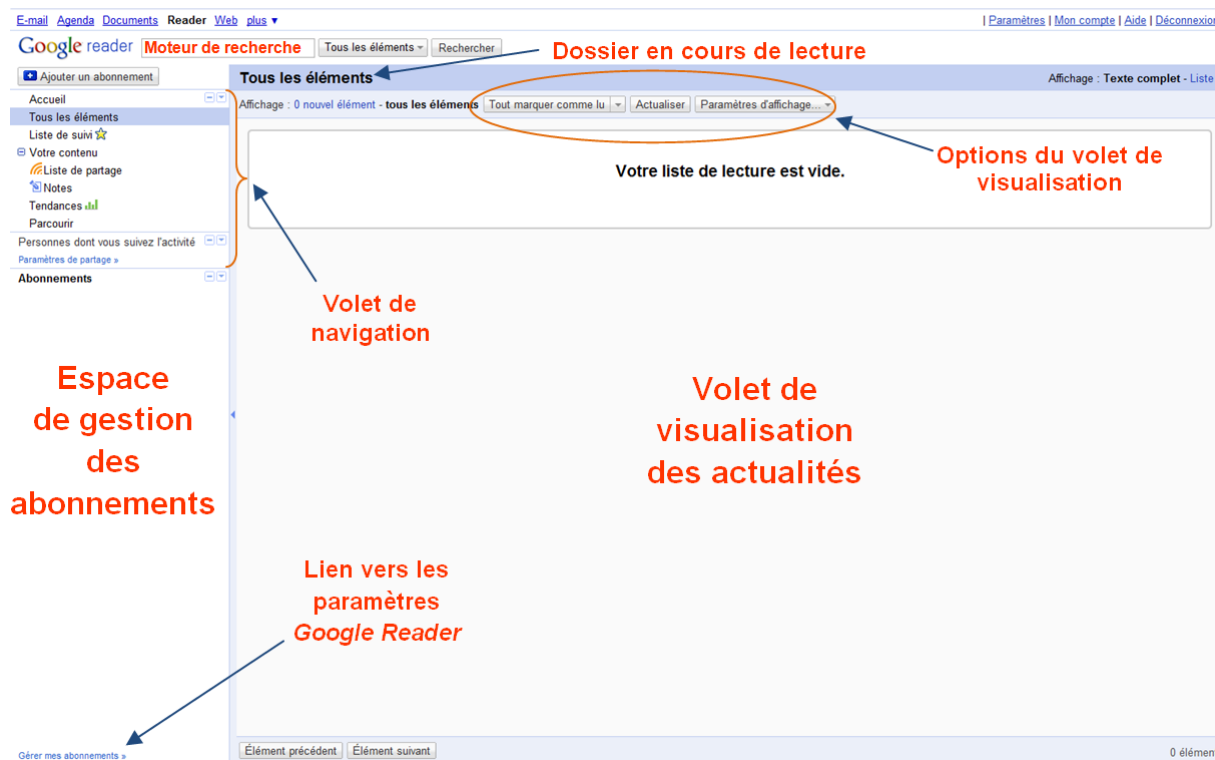 E-mail Agenda Documents Reader Web plus ▼ | Paramètres | Mon compte | Aide | Déconnexion
Google reader Moteur de recherche Tous les éléments Rechercher
Dossier en cours de lecture
Ajouter un abonnement
Tous les éléments
Affichage : Texte complet - Liste
Accueil
Affichage : 0 nouvel élément - tous les éléments Tout marquer comme lu Actualiser Paramètres d'affichage...
Tous les éléments
Liste de suivi
Votre contenu
Liste de partage
Notes
Tendances
Parcourir
Personnes dont vous suivez l'activité
Paramètres de partage »
Abonnements
Votre liste de lecture est vide.
Options du volet de
visualisation
Volet de
navigation
Espace
de gestion
des
abonnements
Volet de
visualisation
des actualités
Lien vers les
paramètres
Google Reader
Gérer mes abonnements »
Élément précédent Élément suivant
0 élémen